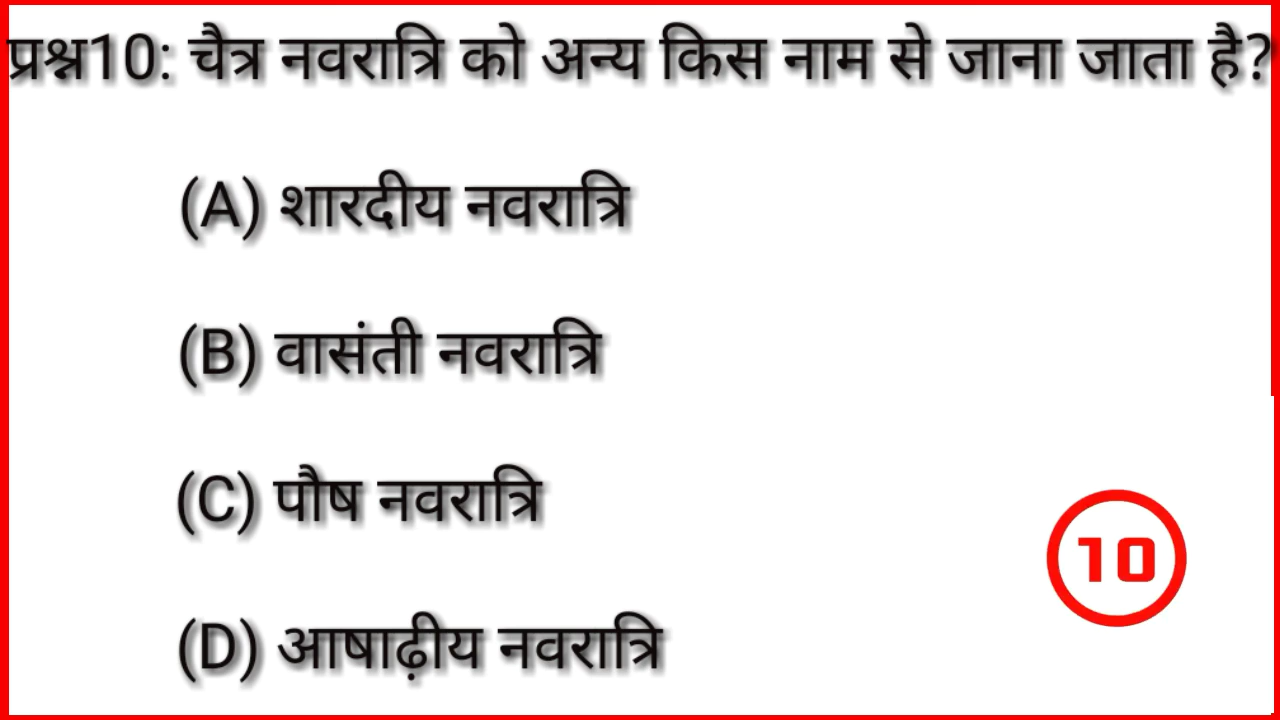 प्रश्न10: चैत्र नवरात्रि को अन्य किस नाम से जाना जाता है?
(A) शारदीय नवरात्रि
(B) वासंती नवरात्रि
(C) पौष नवरात्रि
(D) आषाढ़ीय नवरात्रि
10